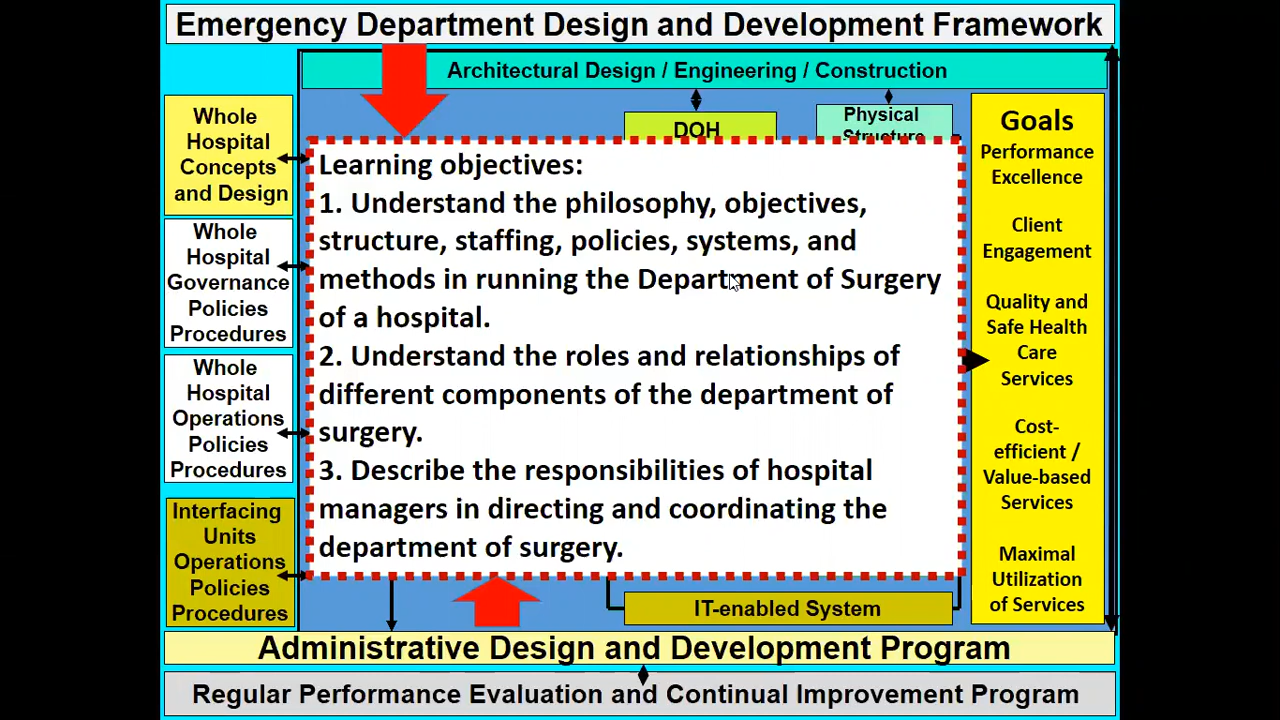 Emergency Department Design and Development Framework
Architectural Design / Engineering / Construction
Whole
Hospital
Concepts
and Design
Whole
Hospital
Governance
Policies
Procedures
Whole
Hospital
Operations
Policies
Procedures
Interfacing
Units
Operations
Policies
Procedures
DOH
Physical
Structure
Learning objectives:
1. Understand the philosophy, objectives,
structure, staffing, policies, systems, and
methods in running the Department of Surgery
of a hospital.
2. Understand the roles and relationships of
different components of the department of
surgery.
3. Describe the responsibilities of hospital
managers in directing and coordinating the
department of surgery.
IT-enabled System
Goals
Performance
Excellence
Client
Engagement
Quality and
Safe Health
Care
Services
Cost-
efficient /
Value-based
Services
Maximal
Utilization
of Services
Administrative Design and Development Program
Regular Performance Evaluation and Continual Improvement Program